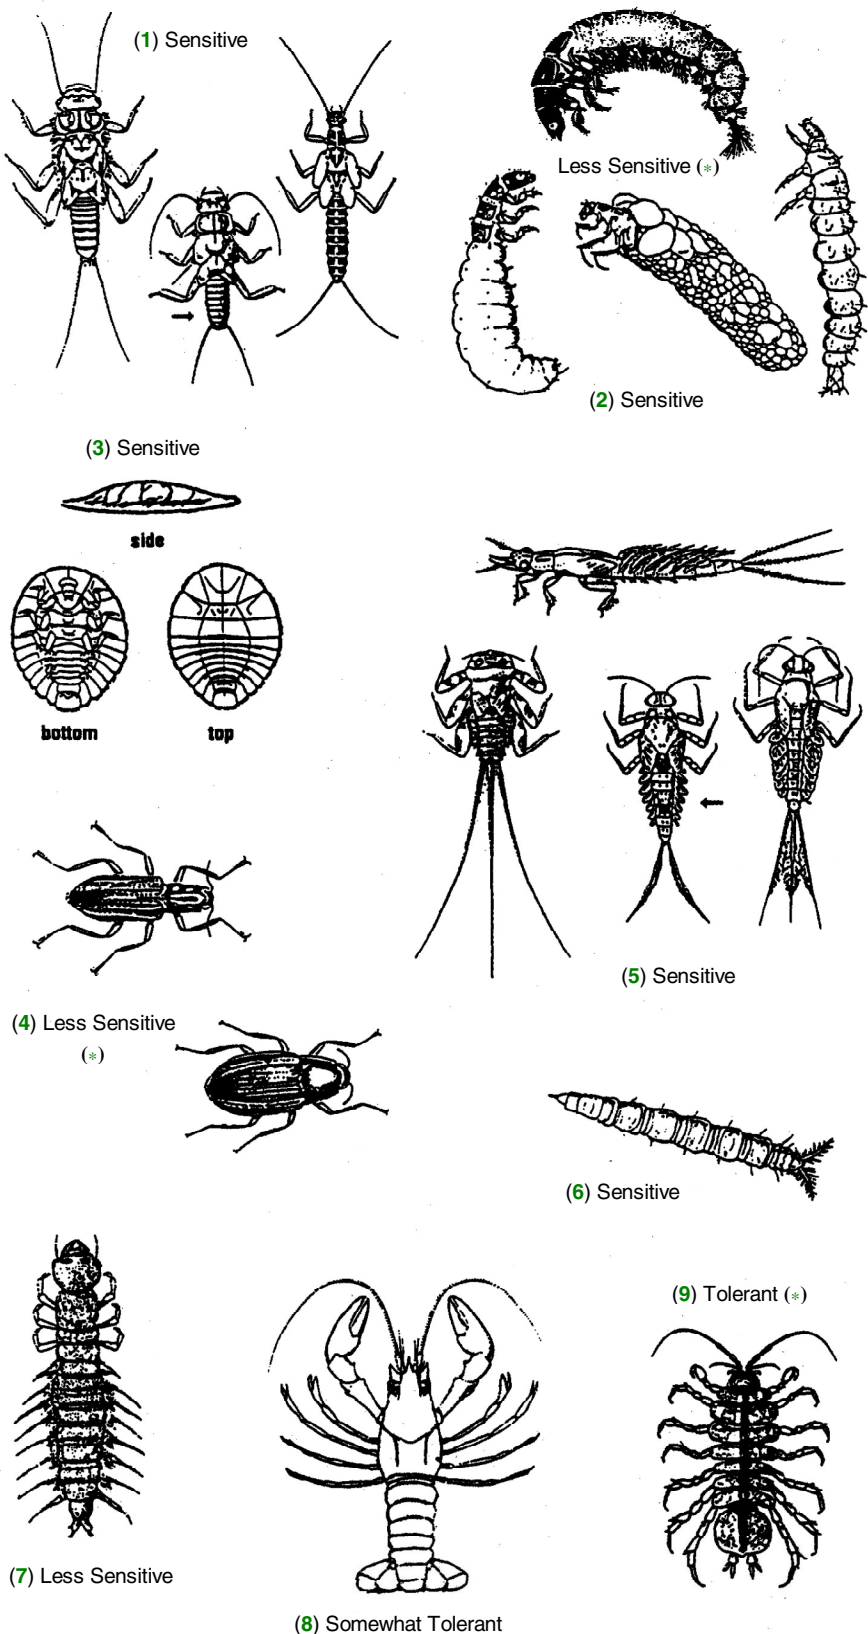 (1) Sensitive
Less Sensitive (*)
(2) Sensitive
(3) Sensitive
side
bottom
top
(5) Sensitive
(4) Less Sensitive
(*)
(6) Sensitive
(9) Tolerant (*)
(7) Less Sensitive
(8) Somewhat Tolerant